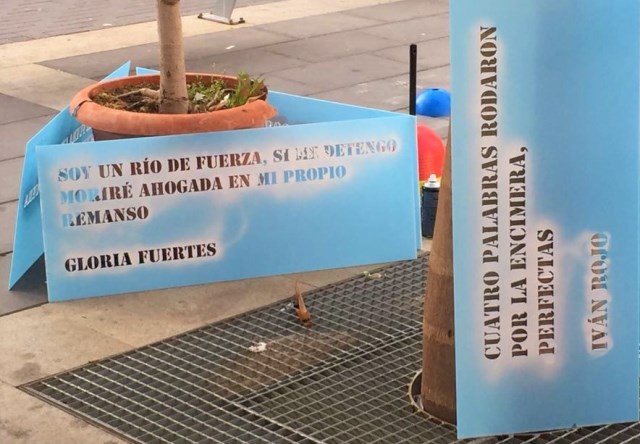 SOY UN RÍO DE FUERZA, SI ME DETENGO
MORIRÉ AHOGADA EN MI PROPIO
REMANSO
GLORIA FUERTES
CUATRO PALABRAS RODARON
POR LA ENCIMERA,
PERFECTAS
IVÁN ROJO